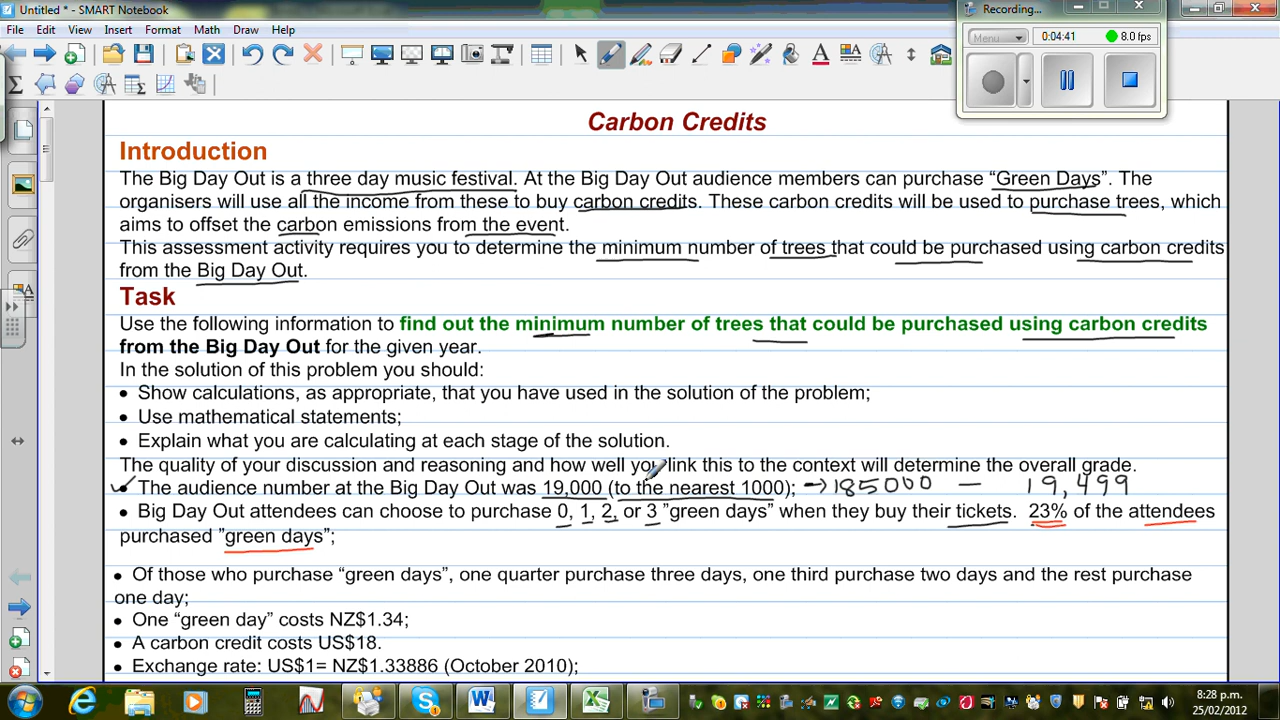 Untitled * - SMART Notebook
Recording...
File Edit View Insert Format Math Draw Help
Menu 0:04:41 8.0 fps
Carbon Credits
Introduction
The Big Day Out is a three day music festival. At the Big Day Out audience members can purchase “Green Days”. The
organisers will use all the income from these to buy carbon credits. These carbon credits will be used to purchase trees, which
aims to offset the carbon emissions from the event.
This assessment activity requires you to determine the minimum number of trees that could be purchased using carbon credits
from the Big Day Out.
Task
Use the following information to find out the minimum number of trees that could be purchased using carbon credits
from the Big Day Out for the given year.
In the solution of this problem you should:
• Show calculations, as appropriate, that you have used in the solution of the problem;
• Use mathematical statements;
• Explain what you are calculating at each stage of the solution.
The quality of your discussion and reasoning and how well you link this to the context will determine the overall grade.
• The audience number at the Big Day Out was 19,000 (to the nearest 1000); → 185000 – 19,499
• Big Day Out attendees can choose to purchase 0, 1, 2, or 3 ”green days” when they buy their tickets. 23% of the attendees
purchased ”green days”;
• Of those who purchase “green days”, one quarter purchase three days, one third purchase two days and the rest purchase
one day;
• One “green day” costs NZ$1.34;
• A carbon credit costs US$18.
• Exchange rate: US$1= NZ$1.33886 (October 2010);
8:28 p.m.
25/02/2012